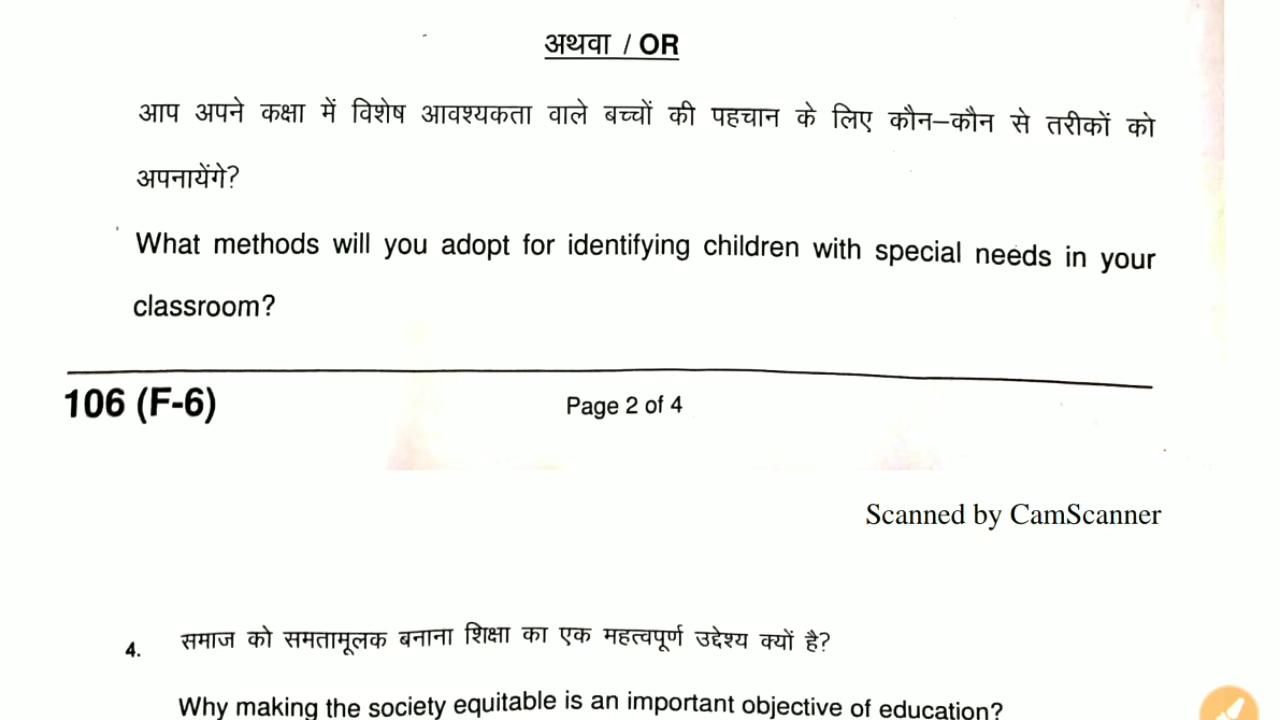 अथवा / OR
आप अपने कक्षा में विशेष आवश्यकता वाले बच्चों की पहचान के लिए कौन–कौन से तरीकों को
अपनायेंगे?
What methods will you adopt for identifying children with special needs in your
classroom?
106 (F-6)
Page 2 of 4
Scanned by CamScanner
4. समाज को समतामूलक बनाना शिक्षा का एक महत्वपूर्ण उद्देश्य क्यों है?
Why making the society equitable is an important objective of education?